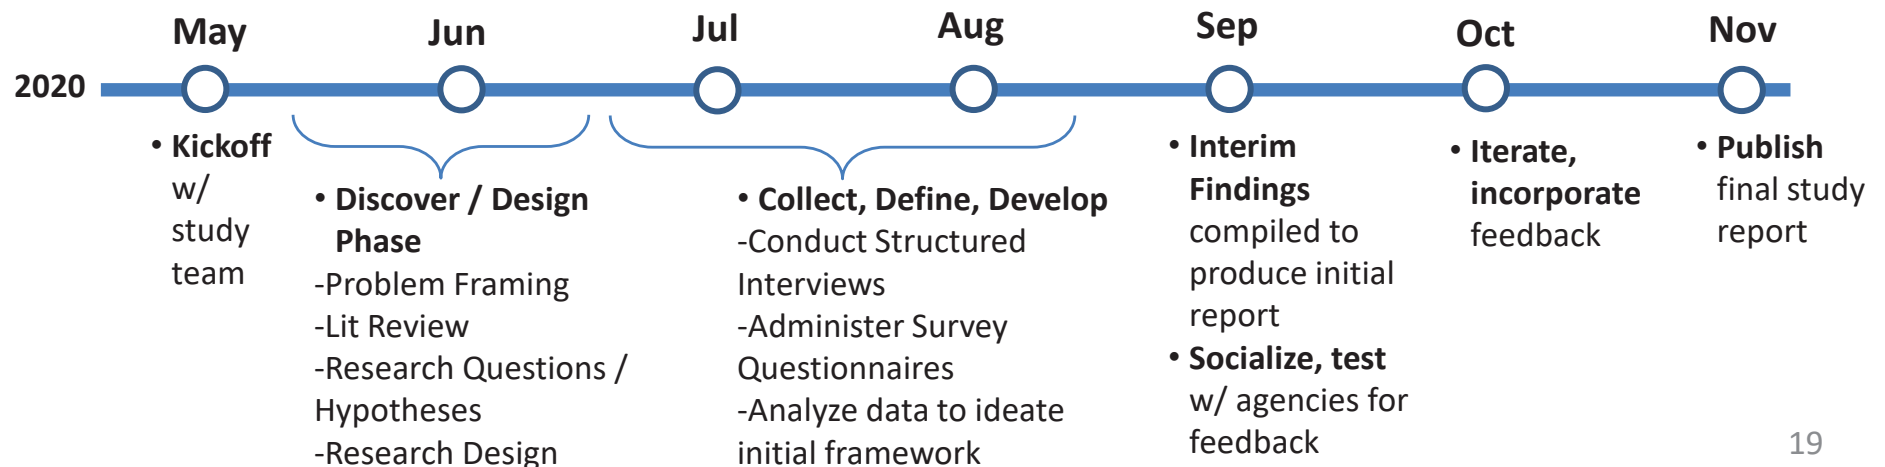 May Jun Jul Aug Sep Oct Nov
2020
• Kickoff
w/
study
team
• Discover / Design
Phase
-Problem Framing
-Lit Review
-Research Questions /
Hypotheses
-Research Design
• Collect, Define, Develop
-Conduct Structured
Interviews
-Administer Survey
Questionnaires
-Analyze data to ideate
initial framework
• Interim
Findings
compiled to
produce initial
report
• Socialize, test
w/ agencies for
feedback
• Iterate,
incorporate
feedback
• Publish
final study
report
19